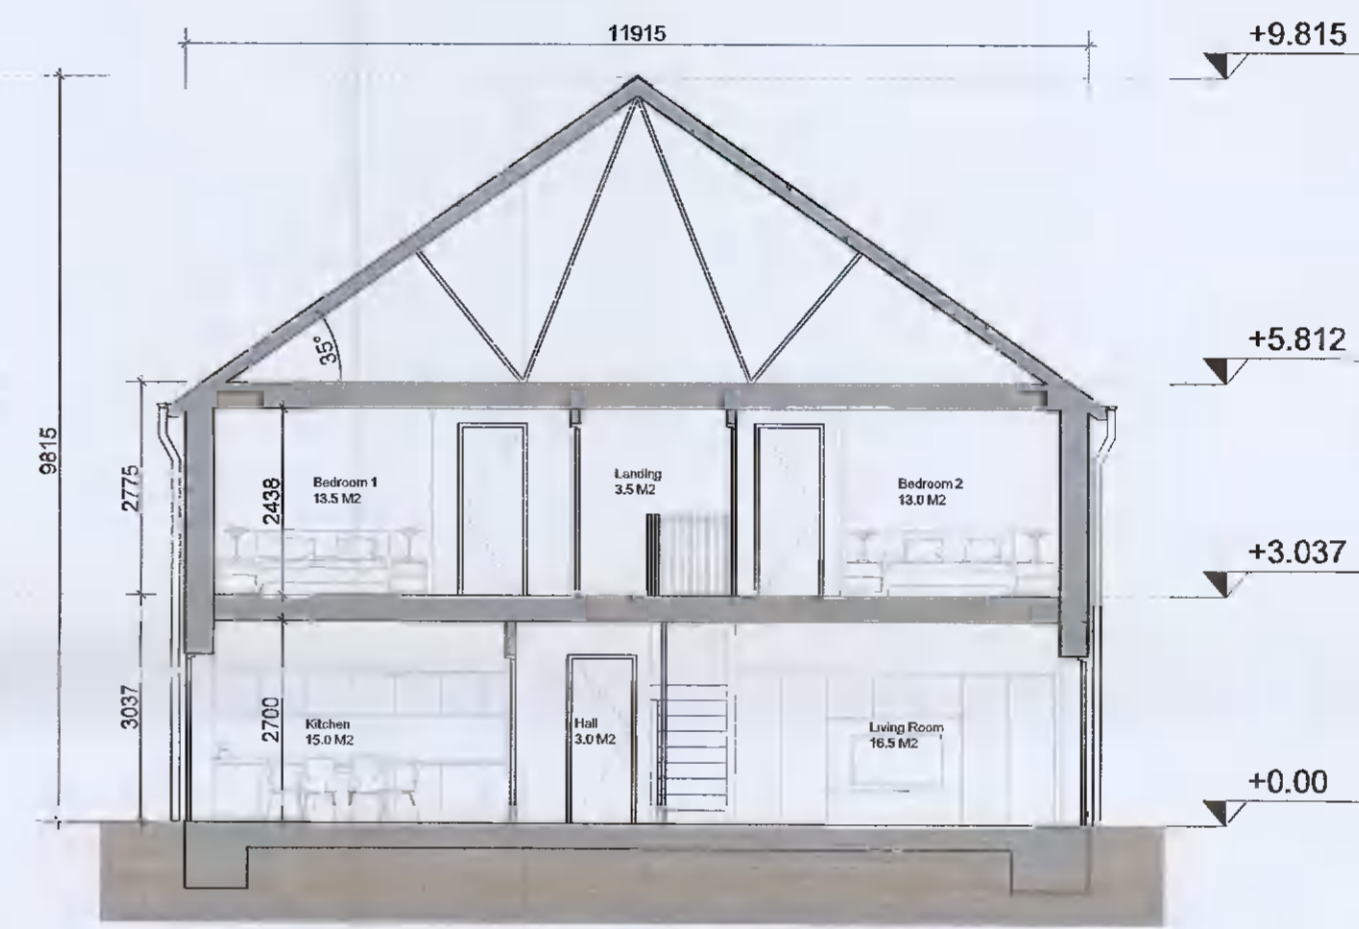 11915
+9.815
+5.812
35°
9815
2775
2438
Bedroom 1
13.5 M2
Landing
3.5 M2
Bedroom 2
13.0 M2
+3.037
3037
2700
Kitchen
15.0 M2
Hall
3.0 M2
Living Room
16.5 M2
+0.00